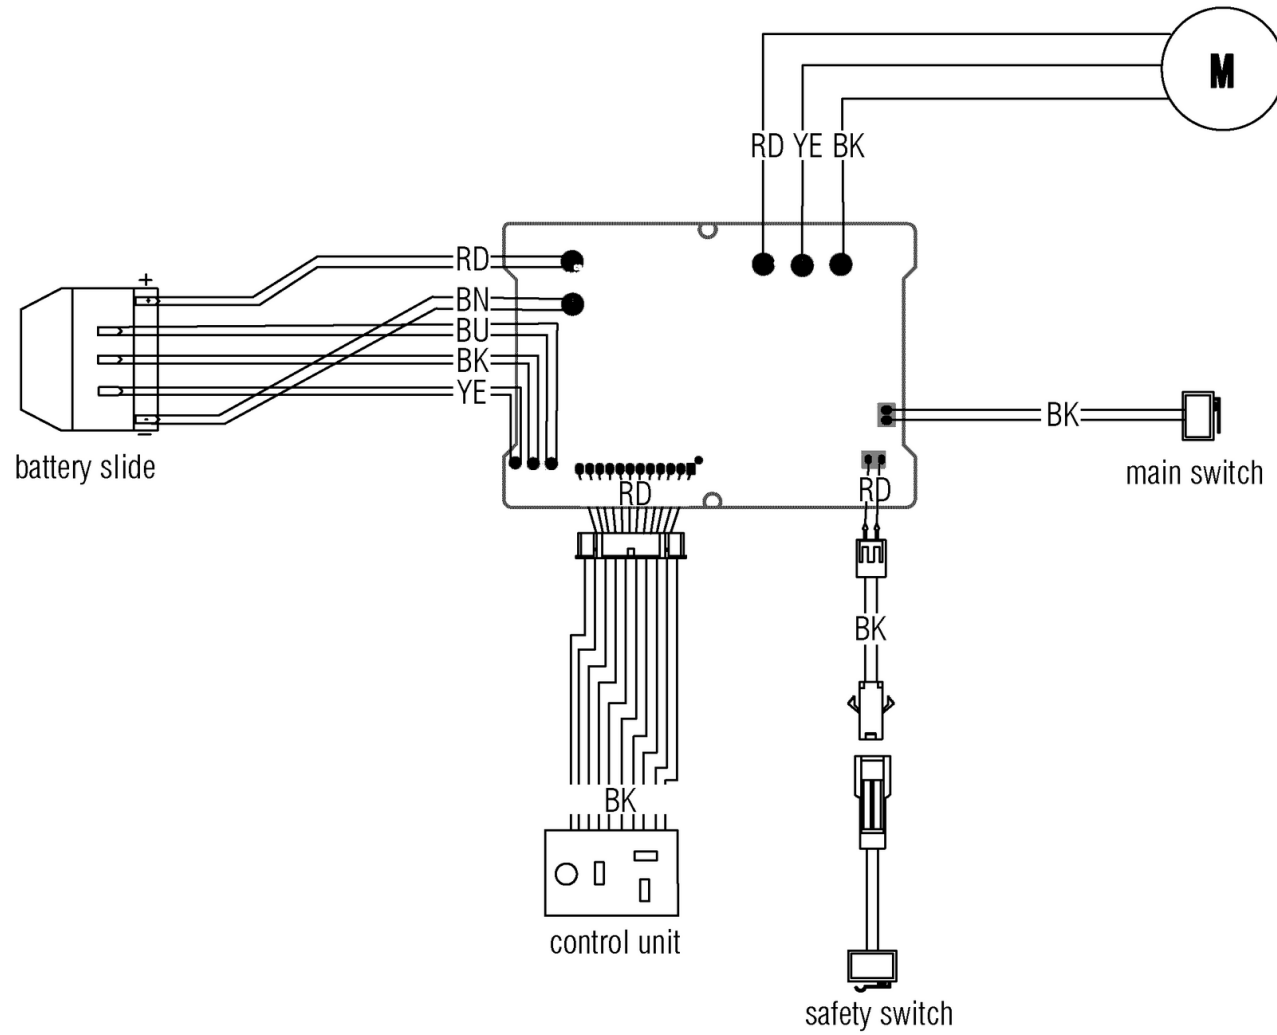 M
RD YE BK
+
RD
BN
BU
BK
YE
-
battery slide
BK
main switch
RD
RD
BK
BK
control unit
safety switch